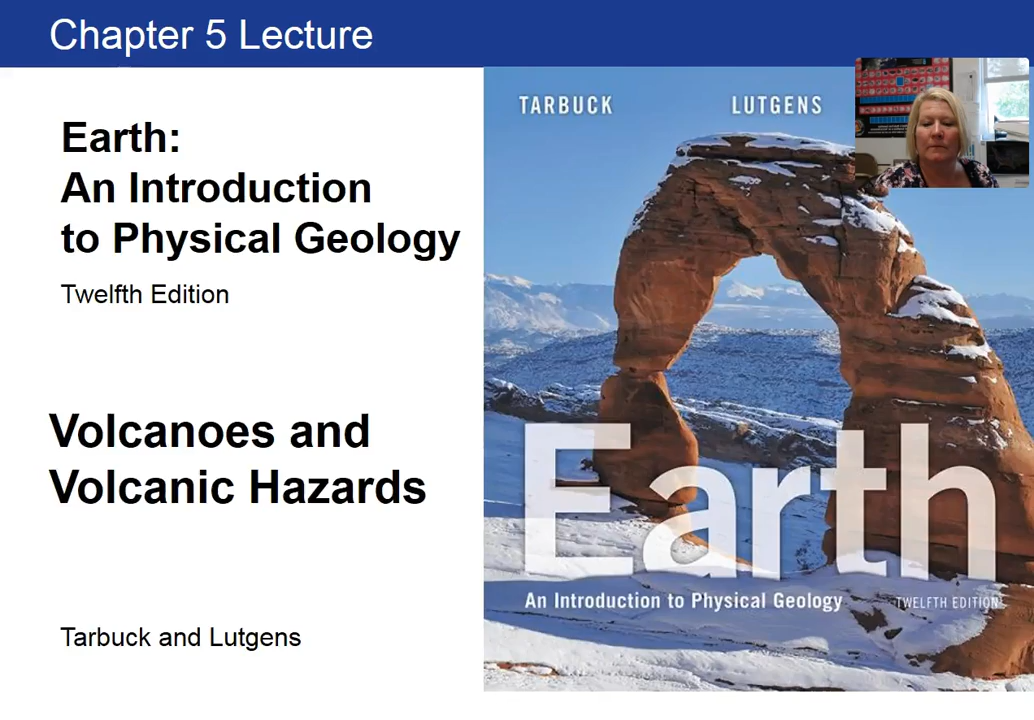 Chapter 5 Lecture
Earth:
An Introduction
to Physical Geology
Twelfth Edition
Volcanoes and
Volcanic Hazards
Tarbuck and Lutgens
TARBUCK LUTGENS
Earth
An Introduction to Physical Geology TWELFTH EDITION